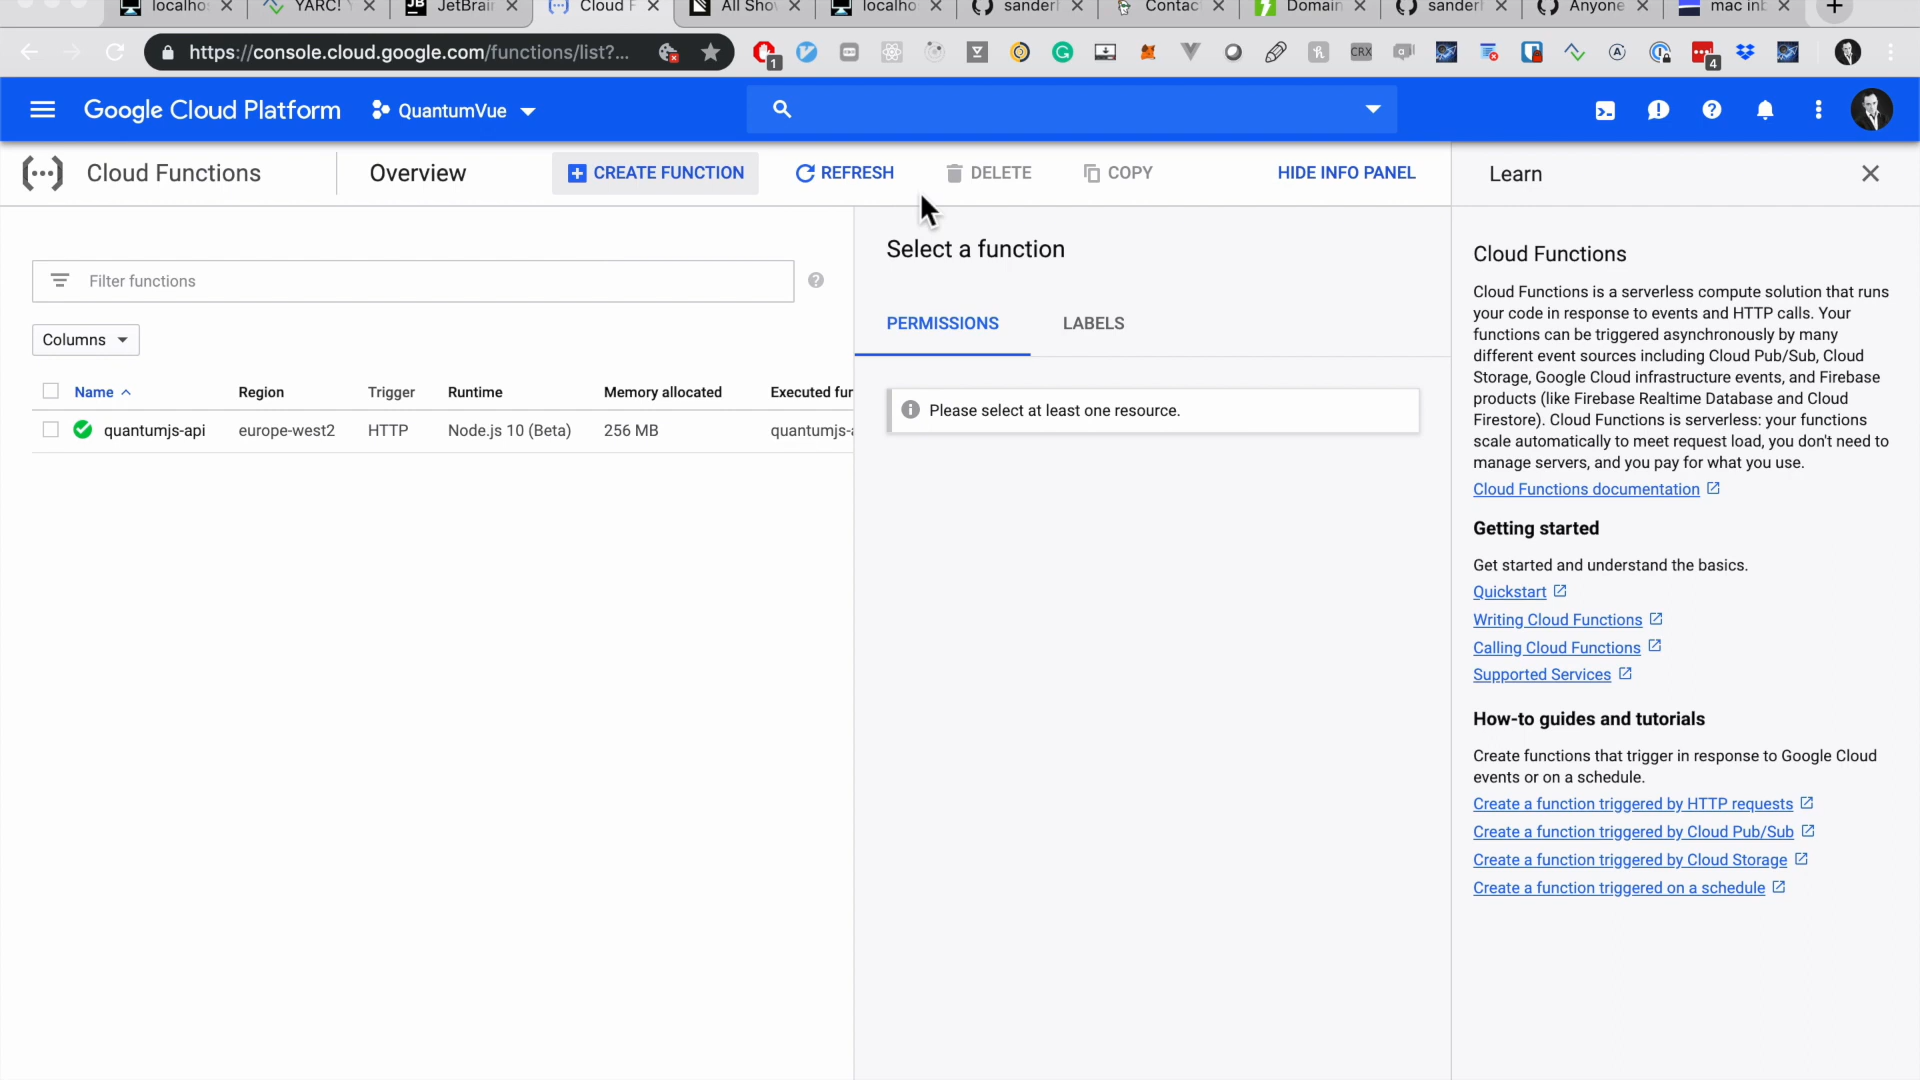 localho
YARC! Y
JB
JetBrain
Cloud F
All Shov
localho
sanderh
Contac
Domain
sanderh
Anyone
mac inb
https://console.cloud.google.com/functions/list?...
1
CRX
4
Google Cloud Platform
QuantumVue
Cloud Functions
Overview
CREATE FUNCTION
REFRESH
DELETE
COPY
HIDE INFO PANEL
Learn
Filter functions
Columns
Name
Region
Trigger
Runtime
Memory allocated
Executed fun
quantumjs-api
europe-west2
HTTP
Node.js 10 (Beta)
256 MB
quantumjs-a
Select a function
PERMISSIONS
LABELS
Please select at least one resource.
Cloud Functions
Cloud Functions is a serverless compute solution that runs
your code in response to events and HTTP calls. Your
functions can be triggered asynchronously by many
different event sources including Cloud Pub/Sub, Cloud
Storage, Google Cloud infrastructure events, and Firebase
products (like Firebase Realtime Database and Cloud
Firestore). Cloud Functions is serverless: your functions
scale automatically to meet request load, you don't need to
manage servers, and you pay for what you use.
Cloud Functions documentation
Getting started
Get started and understand the basics.
Quickstart
Writing Cloud Functions
Calling Cloud Functions
Supported Services
How-to guides and tutorials
Create functions that trigger in response to Google Cloud
events or on a schedule.
Create a function triggered by HTTP requests
Create a function triggered by Cloud Pub/Sub
Create a function triggered by Cloud Storage
Create a function triggered on a schedule